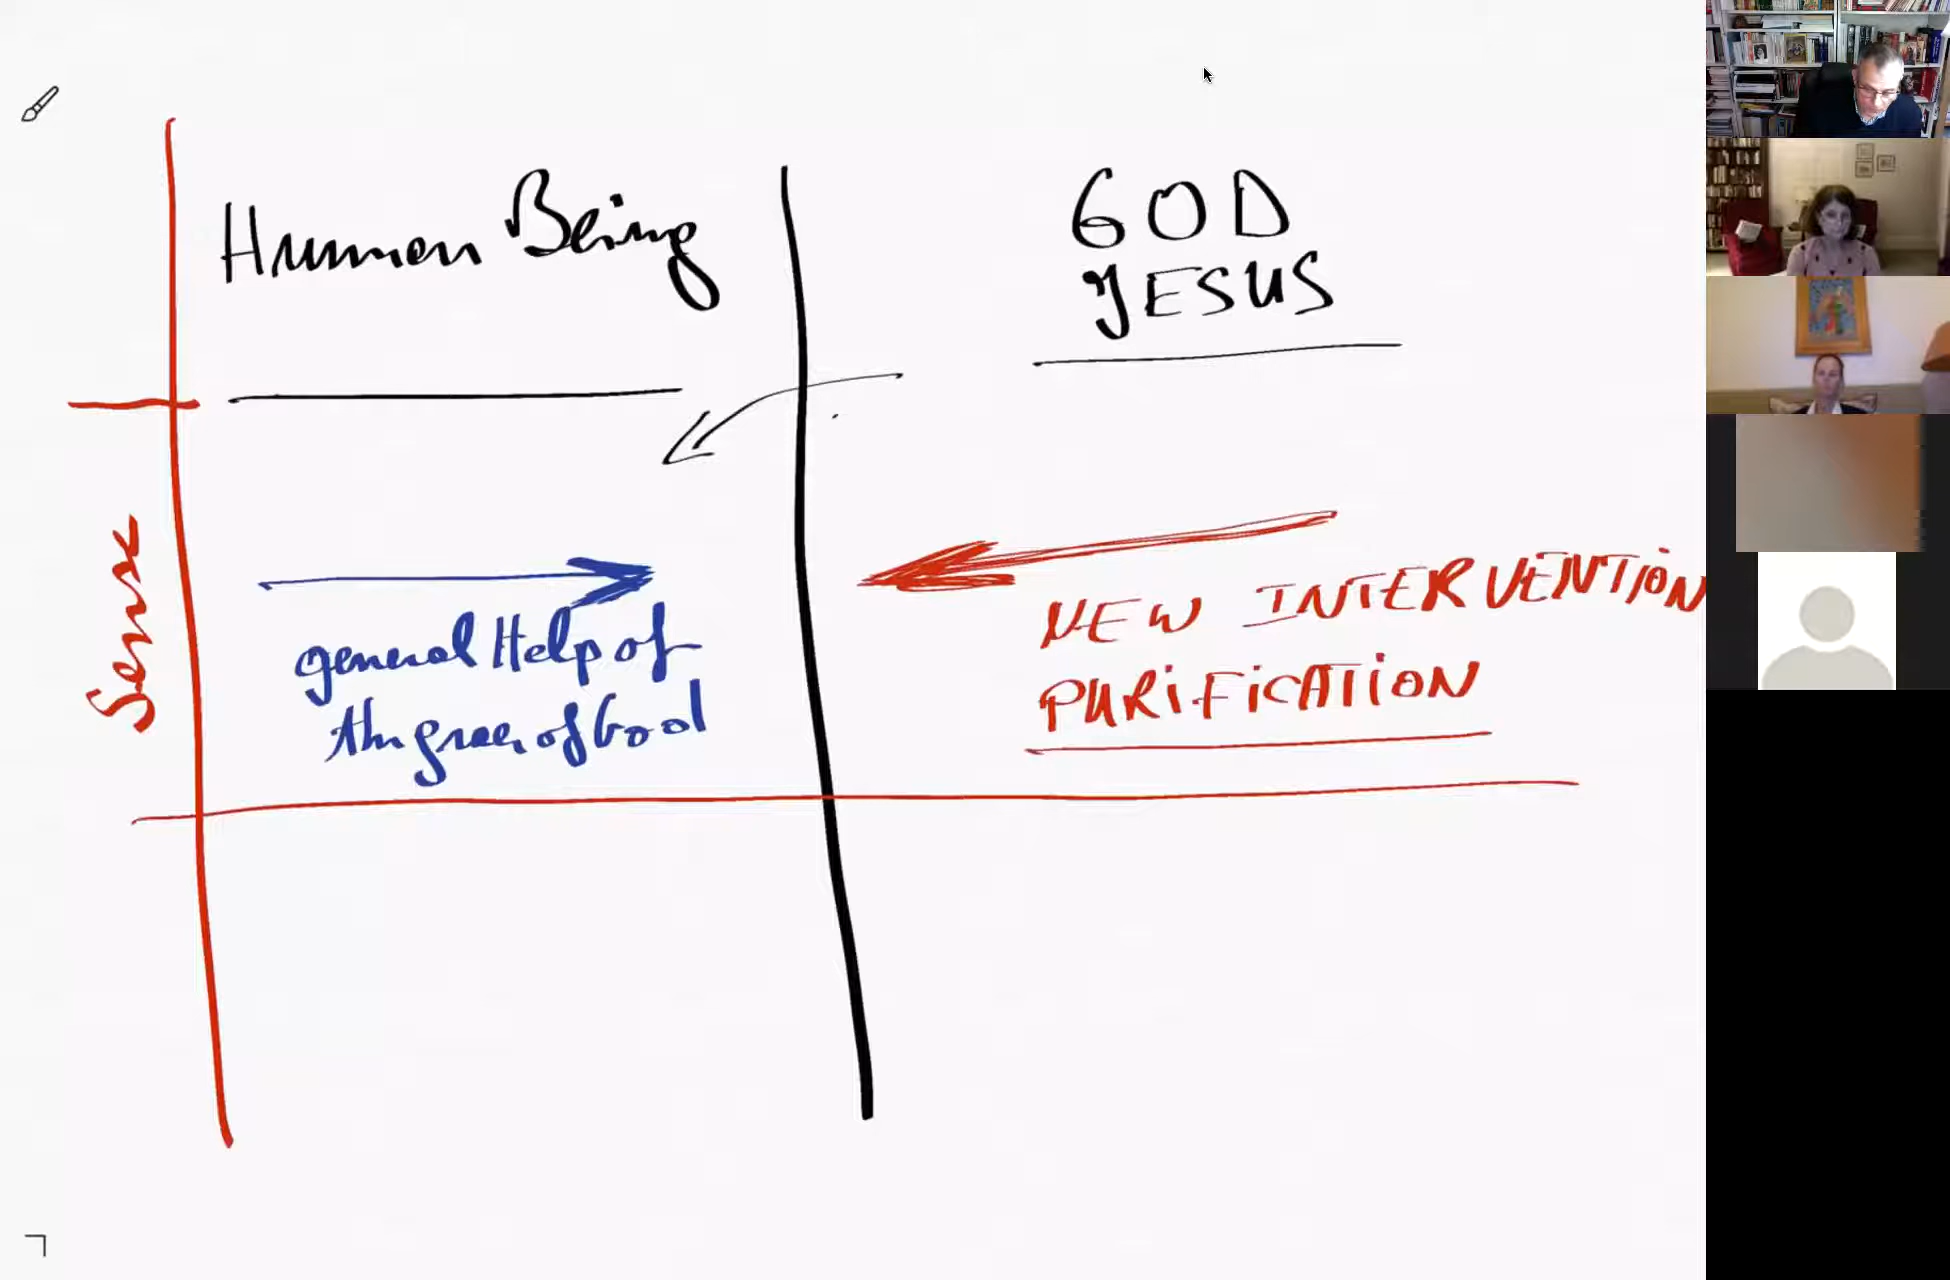 Human Being
GOD
JESUS
Sense
general Help of
the grace of God
NEW INTERVENTION
PURIFICATION